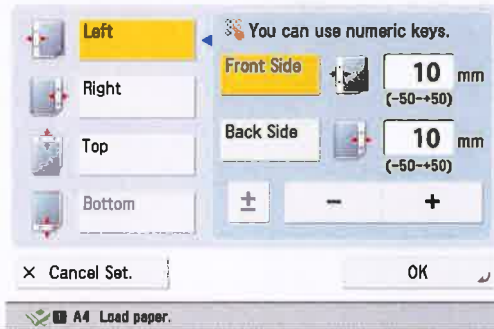 Left
Right
Top
Bottom
You can use numeric keys.
Front Side
10 mm
(-50~+50)
Back Side
10 mm
(-50~+50)
±
-
+
× Cancel Set.
OK
1 A4 Load paper.